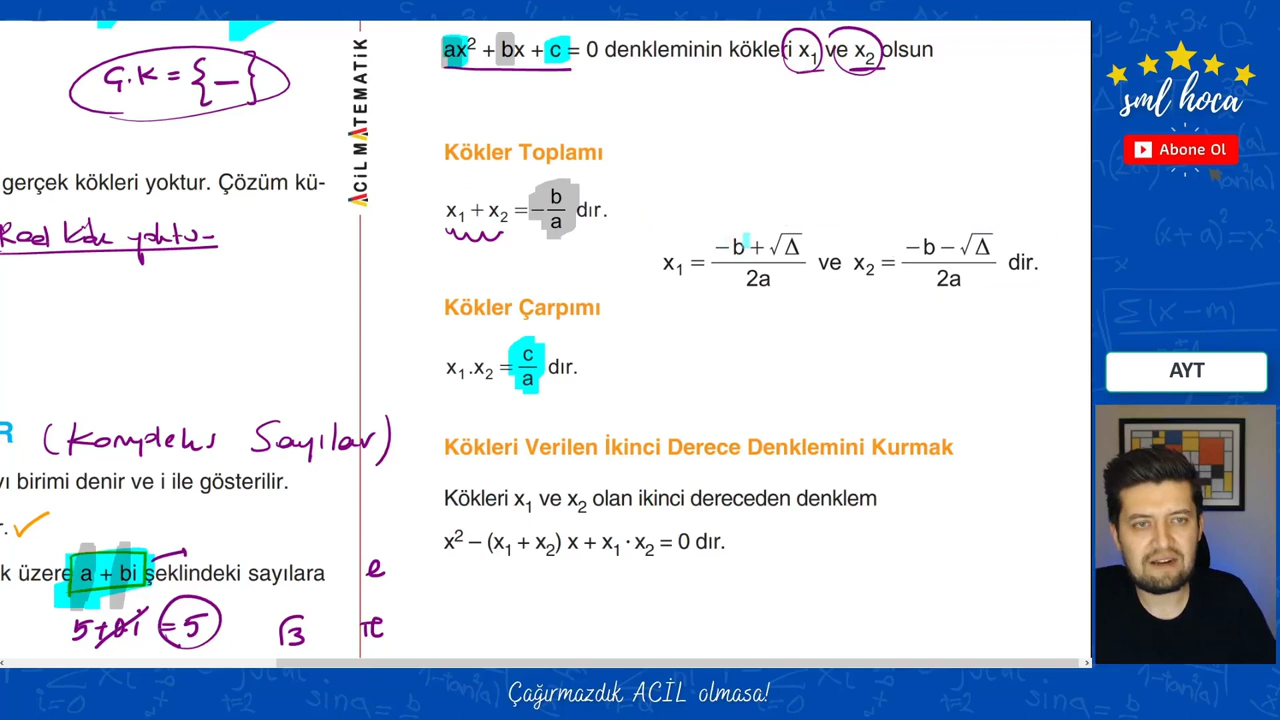 Ç.K = { _ }
gerçek kökleri yoktur. Çözüm kü-
Reel kök yoktur
R (Kompleks Sayılar)
yı birimi denir ve i ile gösterilir.
r. ✓
k üzere a + bi şeklindeki sayılara
5+0i = 5 √3 e π
ACİL MATEMATİK
ax² + bx + c = 0 denkleminin kökleri x₁ ve x₂ olsun
Kökler Toplamı
x₁ + x₂ = − b/a dır.
x₁ = (−b + √Δ)/2a ve x₂ = (−b − √Δ)/2a dir.
Kökler Çarpımı
x₁.x₂ = c/a dır.
Kökleri Verilen İkinci Derece Denklemini Kurmak
Kökleri x₁ ve x₂ olan ikinci dereceden denklem
x² − (x₁ + x₂) x + x₁ · x₂ = 0 dır.
sml hoca
Abone Ol
AYT
Çağırmazdık ACİL olmasa!